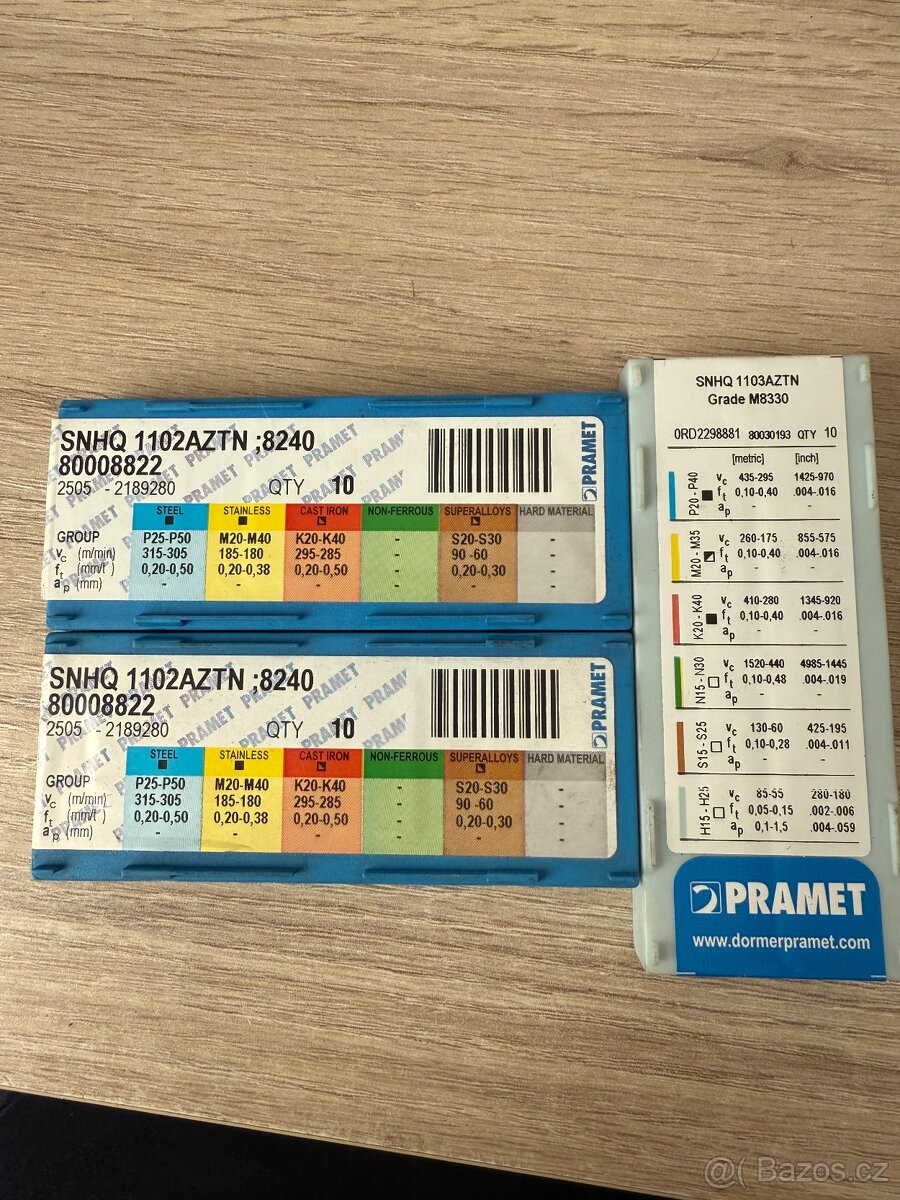 SNHQ 1102AZTN ;8240
80008822
2505 - 2189280 QTY 10
PRAMET
STEEL STAINLESS CAST IRON NON-FERROUS SUPERALLOYS HARD MATERIAL
GROUP P25-P50 M20-M40 K20-K40 - S20-S30 -
vc (m/min) 315-305 185-180 295-285 - 90 -60 -
ft (mm/t) 0,20-0,50 0,20-0,38 0,20-0,50 - 0,20-0,30 -
ap (mm) - - - - - -
SNHQ 1102AZTN ;8240
80008822
2505 - 2189280 QTY 10
PRAMET
STEEL STAINLESS CAST IRON NON-FERROUS SUPERALLOYS HARD MATERIAL
GROUP P25-P50 M20-M40 K20-K40 - S20-S30 -
vc (m/min) 315-305 185-180 295-285 - 90 -60 -
ft (mm/t) 0,20-0,50 0,20-0,38 0,20-0,50 - 0,20-0,30 -
ap (mm) - - - - - -
SNHQ 1103AZTN
Grade M8330
0RD2298881 80030193 QTY 10
[metric] [inch]
P20 - P40
vc 435-295 1425-970
ft 0,10-0,40 .004-.016
ap - -
M20 - M35
vc 260-175 855-575
ft 0,10-0,40 .004-.016
ap - -
K20 - K40
vc 410-280 1345-920
ft 0,10-0,40 .004-.016
ap - -
N15 - N30
vc 1520-440 4985-1445
ft 0,10-0,48 .004-.019
ap - -
S15 - S25
vc 130-60 425-195
ft 0,10-0,28 .004-.011
ap - -
H15 - H25
vc 85-55 280-180
ft 0,05-0,15 .002-.006
ap 0,1-1,5 .004-.059
PRAMET
www.dormerpramet.com
@( Bazos.cz